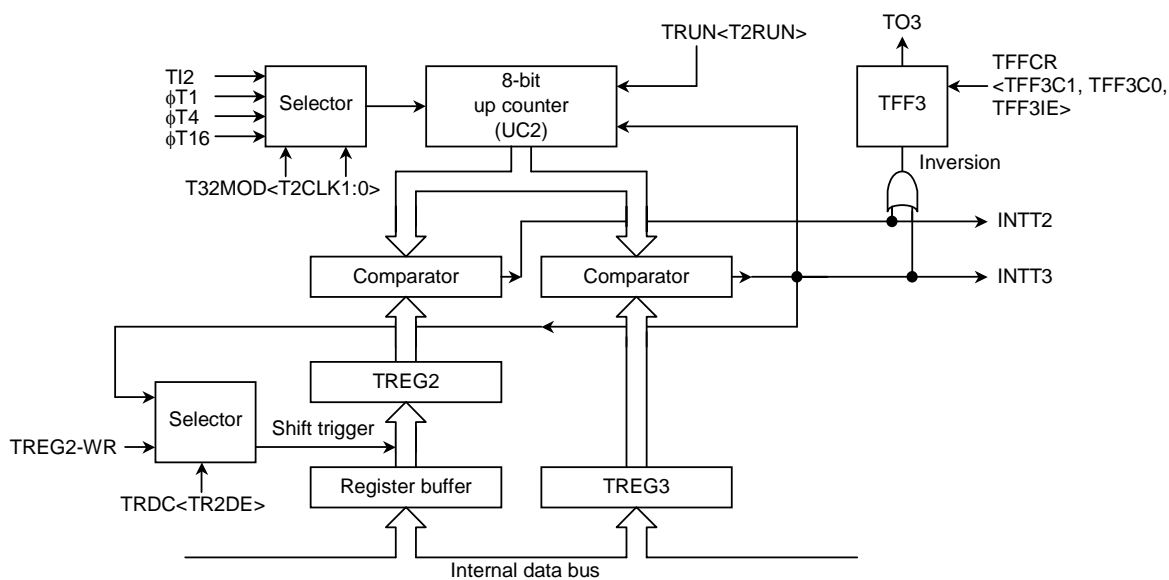 TO3
TRUN<T2RUN>
TFFCR
<TFF3C1, TFF3C0,
TFF3IE>
TI2
ϕT1
ϕT4
ϕT16
Selector
8-bit
up counter
(UC2)
TFF3
Inversion
T32MOD<T2CLK1:0>
INTT2
Comparator
Comparator
INTT3
TREG2
Selector
Shift trigger
TREG2-WR
Register buffer
TREG3
TRDC<TR2DE>
Internal data bus